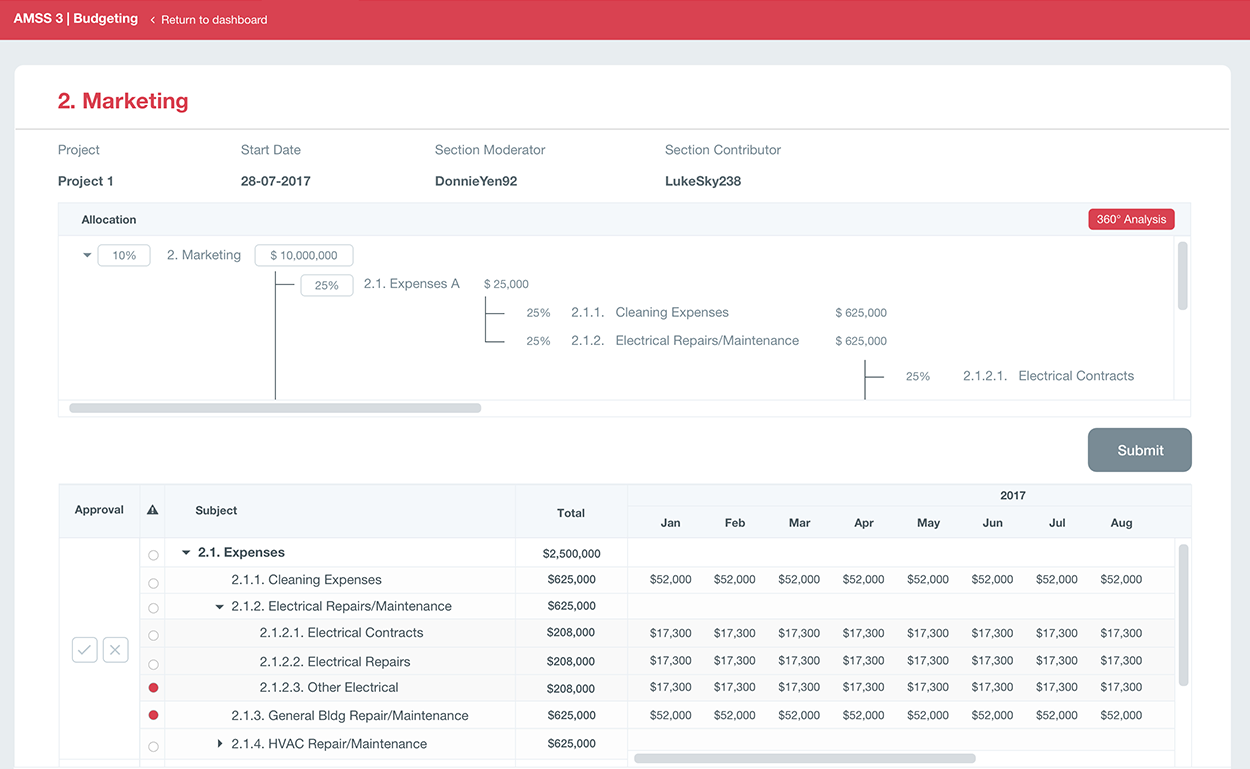 AMSS 3 | Budgeting ‹ Return to dashboard
2. Marketing
Project Start Date Section Moderator Section Contributor
Project 1 28-07-2017 DonnieYen92 LukeSky238
Allocation 360° Analysis
10% 2. Marketing $ 10,000,000
25% 2.1. Expenses A $ 25,000
25% 2.1.1. Cleaning Expenses $ 625,000
25% 2.1.2. Electrical Repairs/Maintenance $ 625,000
25% 2.1.2.1. Electrical Contracts
Submit
2017
Approval Subject Total Jan Feb Mar Apr May Jun Jul Aug
2.1. Expenses $2,500,000
2.1.1. Cleaning Expenses $625,000 $52,000 $52,000 $52,000 $52,000 $52,000 $52,000 $52,000 $52,000
2.1.2. Electrical Repairs/Maintenance $625,000
2.1.2.1. Electrical Contracts $208,000 $17,300 $17,300 $17,300 $17,300 $17,300 $17,300 $17,300 $17,300
2.1.2.2. Electrical Repairs $208,000 $17,300 $17,300 $17,300 $17,300 $17,300 $17,300 $17,300 $17,300
2.1.2.3. Other Electrical $208,000 $17,300 $17,300 $17,300 $17,300 $17,300 $17,300 $17,300 $17,300
2.1.3. General Bldg Repair/Maintenance $625,000 $52,000 $52,000 $52,000 $52,000 $52,000 $52,000 $52,000 $52,000
2.1.4. HVAC Repair/Maintenance $625,000